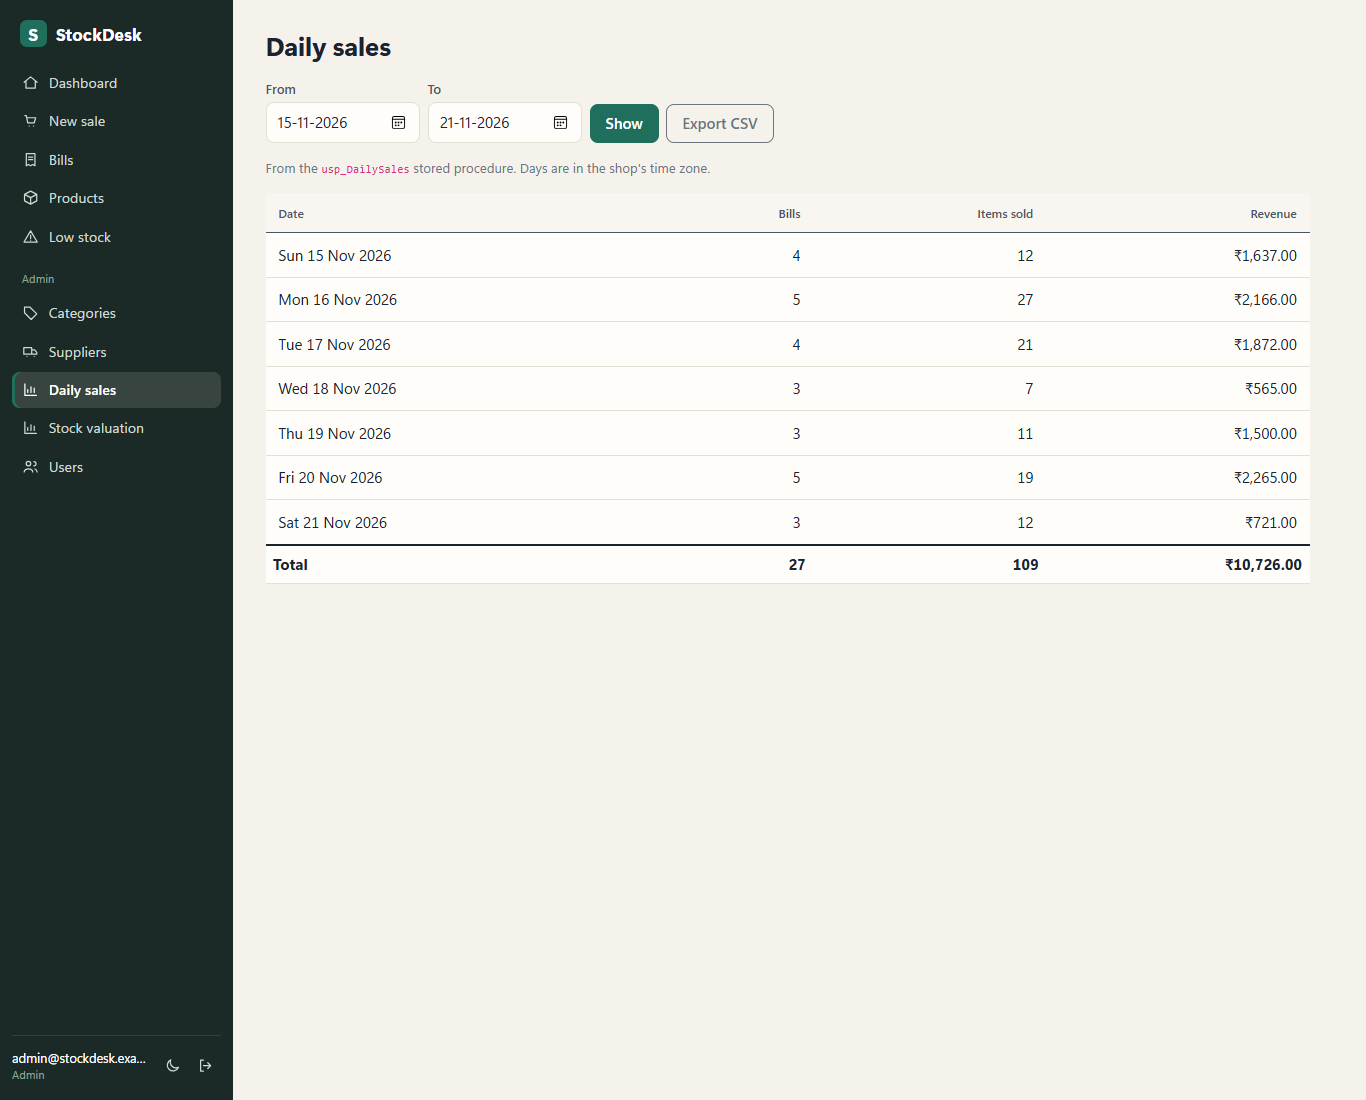 S StockDesk
Dashboard
New sale
Bills
Products
Low stock
Admin
Categories
Suppliers
Daily sales
Stock valuation
Users
admin@stockdesk.exa...
Admin
Daily sales
From To
15-11-2026 21-11-2026 Show Export CSV
From the usp_DailySales stored procedure. Days are in the shop's time zone.
Date Bills Items sold Revenue
Sun 15 Nov 2026 4 12 ₹1,637.00
Mon 16 Nov 2026 5 27 ₹2,166.00
Tue 17 Nov 2026 4 21 ₹1,872.00
Wed 18 Nov 2026 3 7 ₹565.00
Thu 19 Nov 2026 3 11 ₹1,500.00
Fri 20 Nov 2026 5 19 ₹2,265.00
Sat 21 Nov 2026 3 12 ₹721.00
Total 27 109 ₹10,726.00